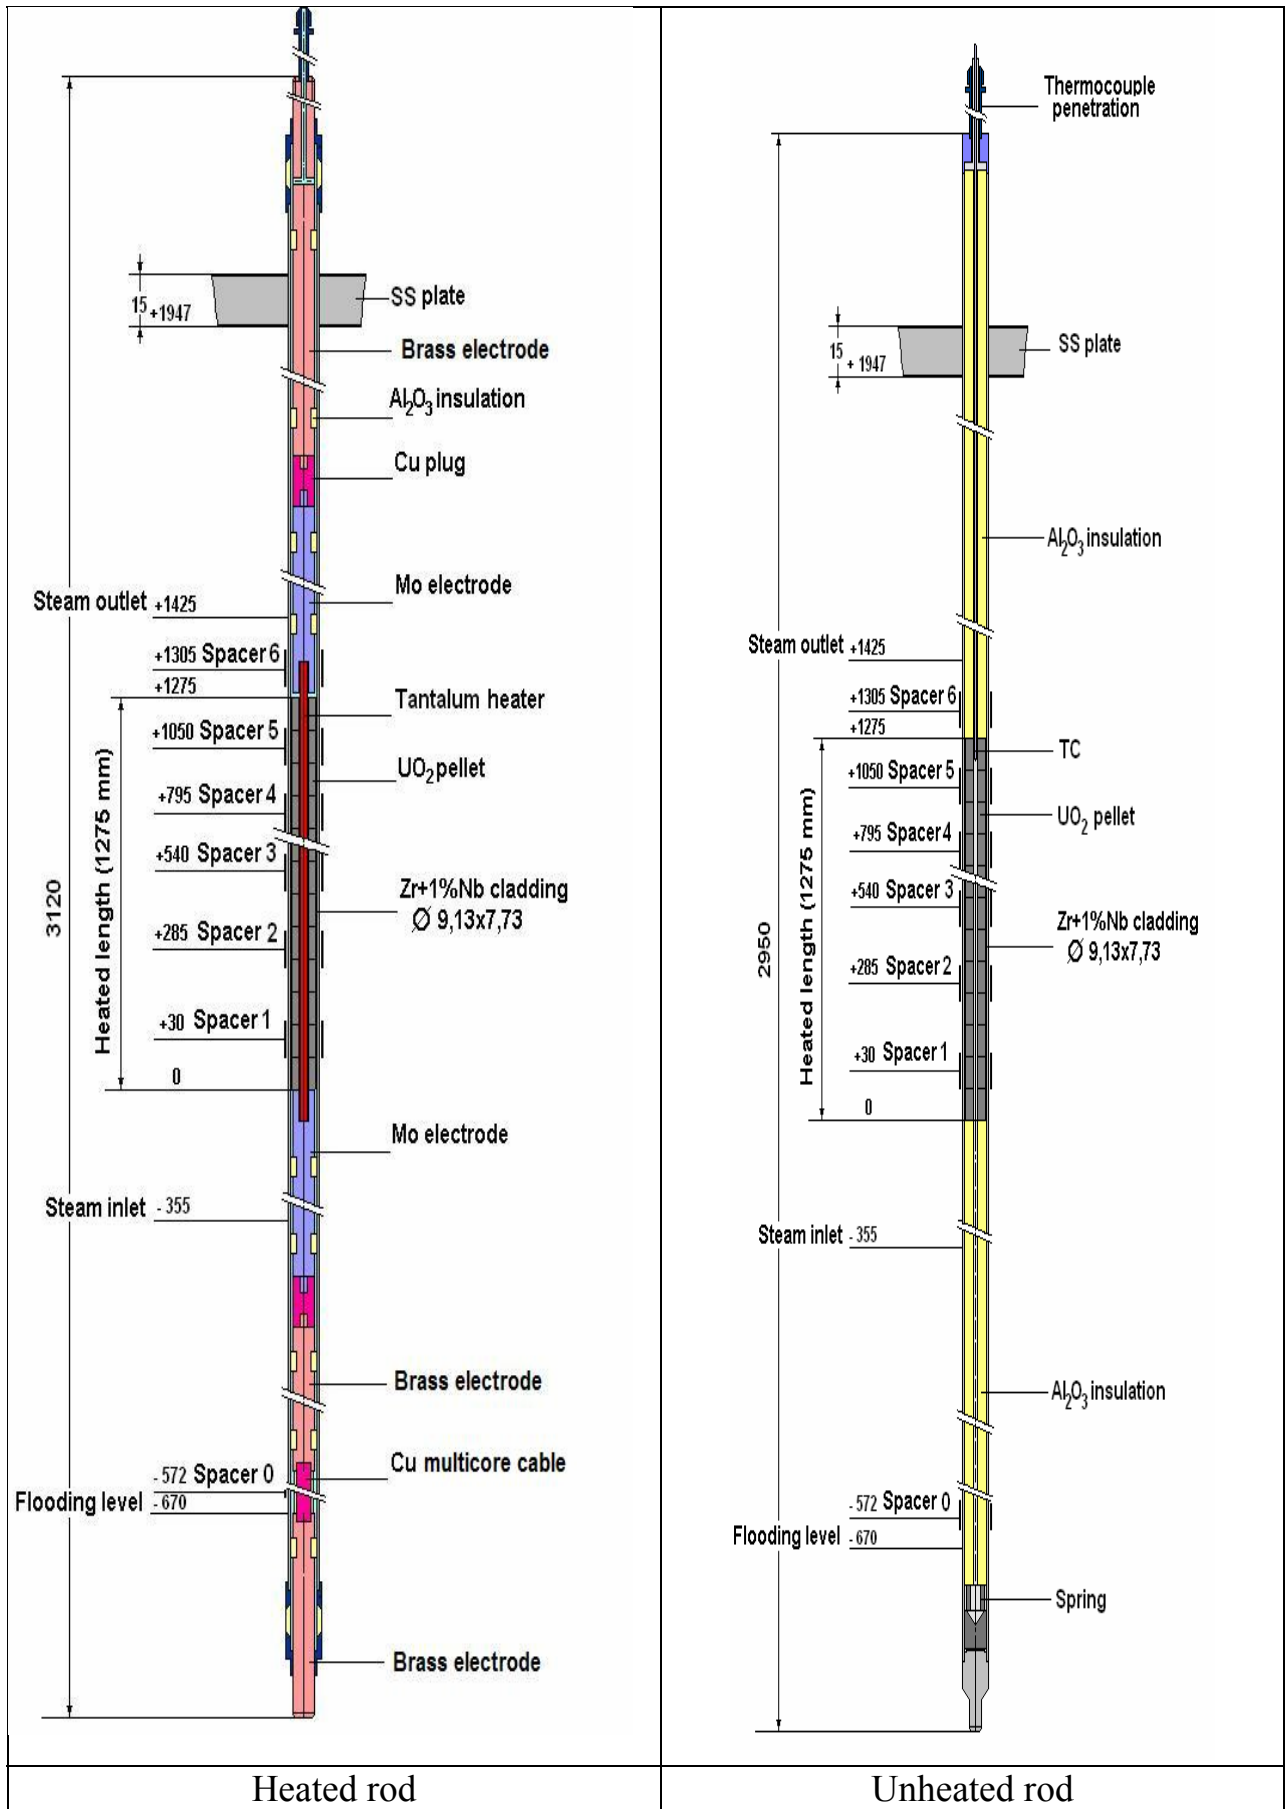 3120
15
+1947
SS plate
Brass electrode
Al2O3 insulation
Cu plug
Mo electrode
Steam outlet +1425
+1305 Spacer 6
+1275
Tantalum heater
+1050 Spacer 5
UO2 pellet
+795 Spacer 4
Heated length (1275 mm)
+540 Spacer 3
Zr+1%Nb cladding
Ø 9,13x7,73
+285 Spacer 2
+30 Spacer 1
0
Mo electrode
Steam inlet - 355
Brass electrode
Cu multicore cable
- 572 Spacer 0
Flooding level - 670
Brass electrode
Heated rod
Thermocouple
penetration
2950
15
+ 1947
SS plate
Al2O3 insulation
Steam outlet +1425
+1305 Spacer 6
+1275
TC
+1050 Spacer 5
UO2 pellet
+795 Spacer 4
Heated length (1275 mm)
+540 Spacer 3
Zr+1%Nb cladding
Ø 9,13x7,73
+285 Spacer 2
+30 Spacer 1
0
Steam inlet - 355
Al2O3 insulation
- 572 Spacer 0
Flooding level - 670
Spring
Unheated rod